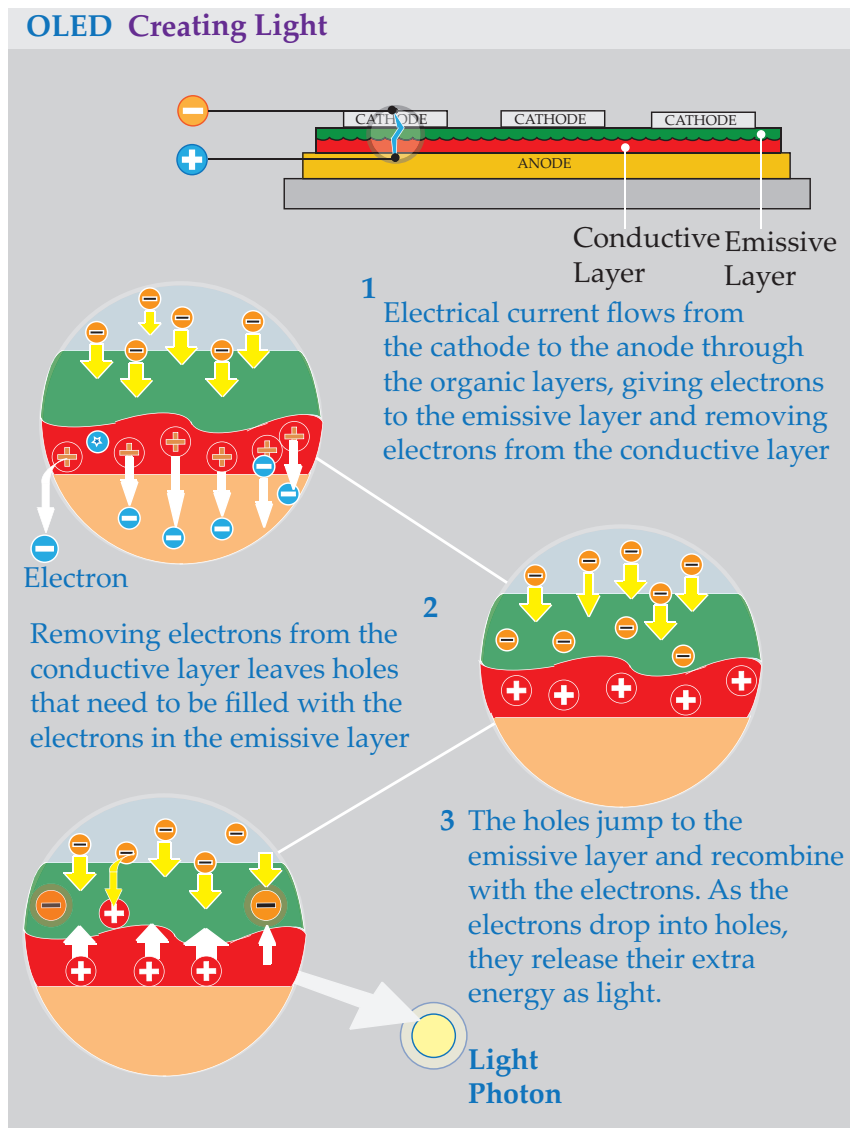 OLED Creating Light
CATHODE
CATHODE
CATHODE
ANODE
Conductive
Layer
Emissive
Layer
1
Electrical current flows from
the cathode to the anode through
the organic layers, giving electrons
to the emissive layer and removing
electrons from the conductive layer
Electron
2
Removing electrons from the
conductive layer leaves holes
that need to be filled with the
electrons in the emissive layer
3 The holes jump to the
emissive layer and recombine
with the electrons. As the
electrons drop into holes,
they release their extra
energy as light.
Light
Photon